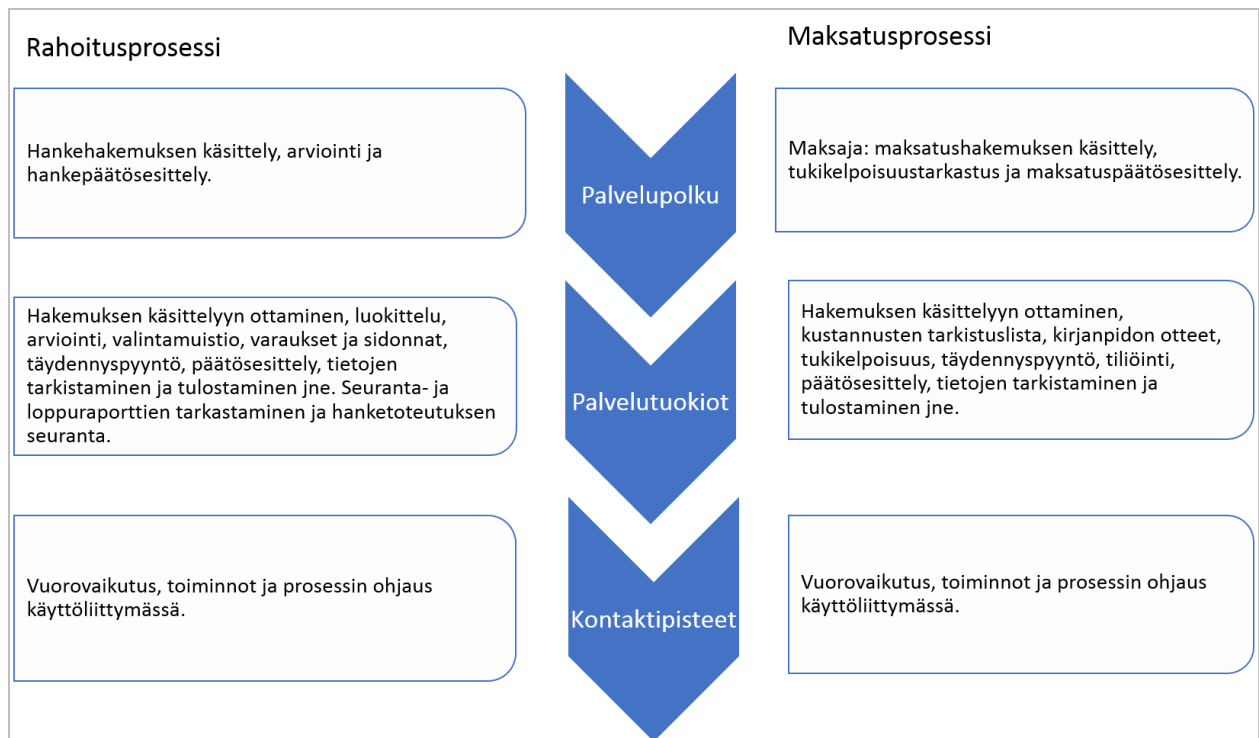 Rahoitusprosessi
Maksatusprosessi
Hankehakemuksen käsittely, arviointi ja
hankepäätösesittely.
Palvelupolku
Maksaja: maksatushakemuksen käsittely,
tukikelpoisuustarkastus ja maksatuspäätösesittely.
Hakemuksen käsittelyyn ottaminen, luokittelu,
arviointi, valintamuistio, varaukset ja sidonnat,
täydennyspyyntö, päätösesittely, tietojen
tarkistaminen ja tulostaminen jne. Seuranta- ja
loppuraporttien tarkastaminen ja hanketoteutuksen
seuranta.
Palvelutuokiot
Hakemuksen käsittelyyn ottaminen,
kustannusten tarkistuslista, kirjanpidon otteet,
tukikelpoisuus, täydennyspyyntö, tiliöinti,
päätösesittely, tietojen tarkistaminen ja
tulostaminen jne.
Vuorovaikutus, toiminnot ja prosessin ohjaus
käyttöliittymässä.
Kontaktipisteet
Vuorovaikutus, toiminnot ja prosessin ohjaus
käyttöliittymässä.